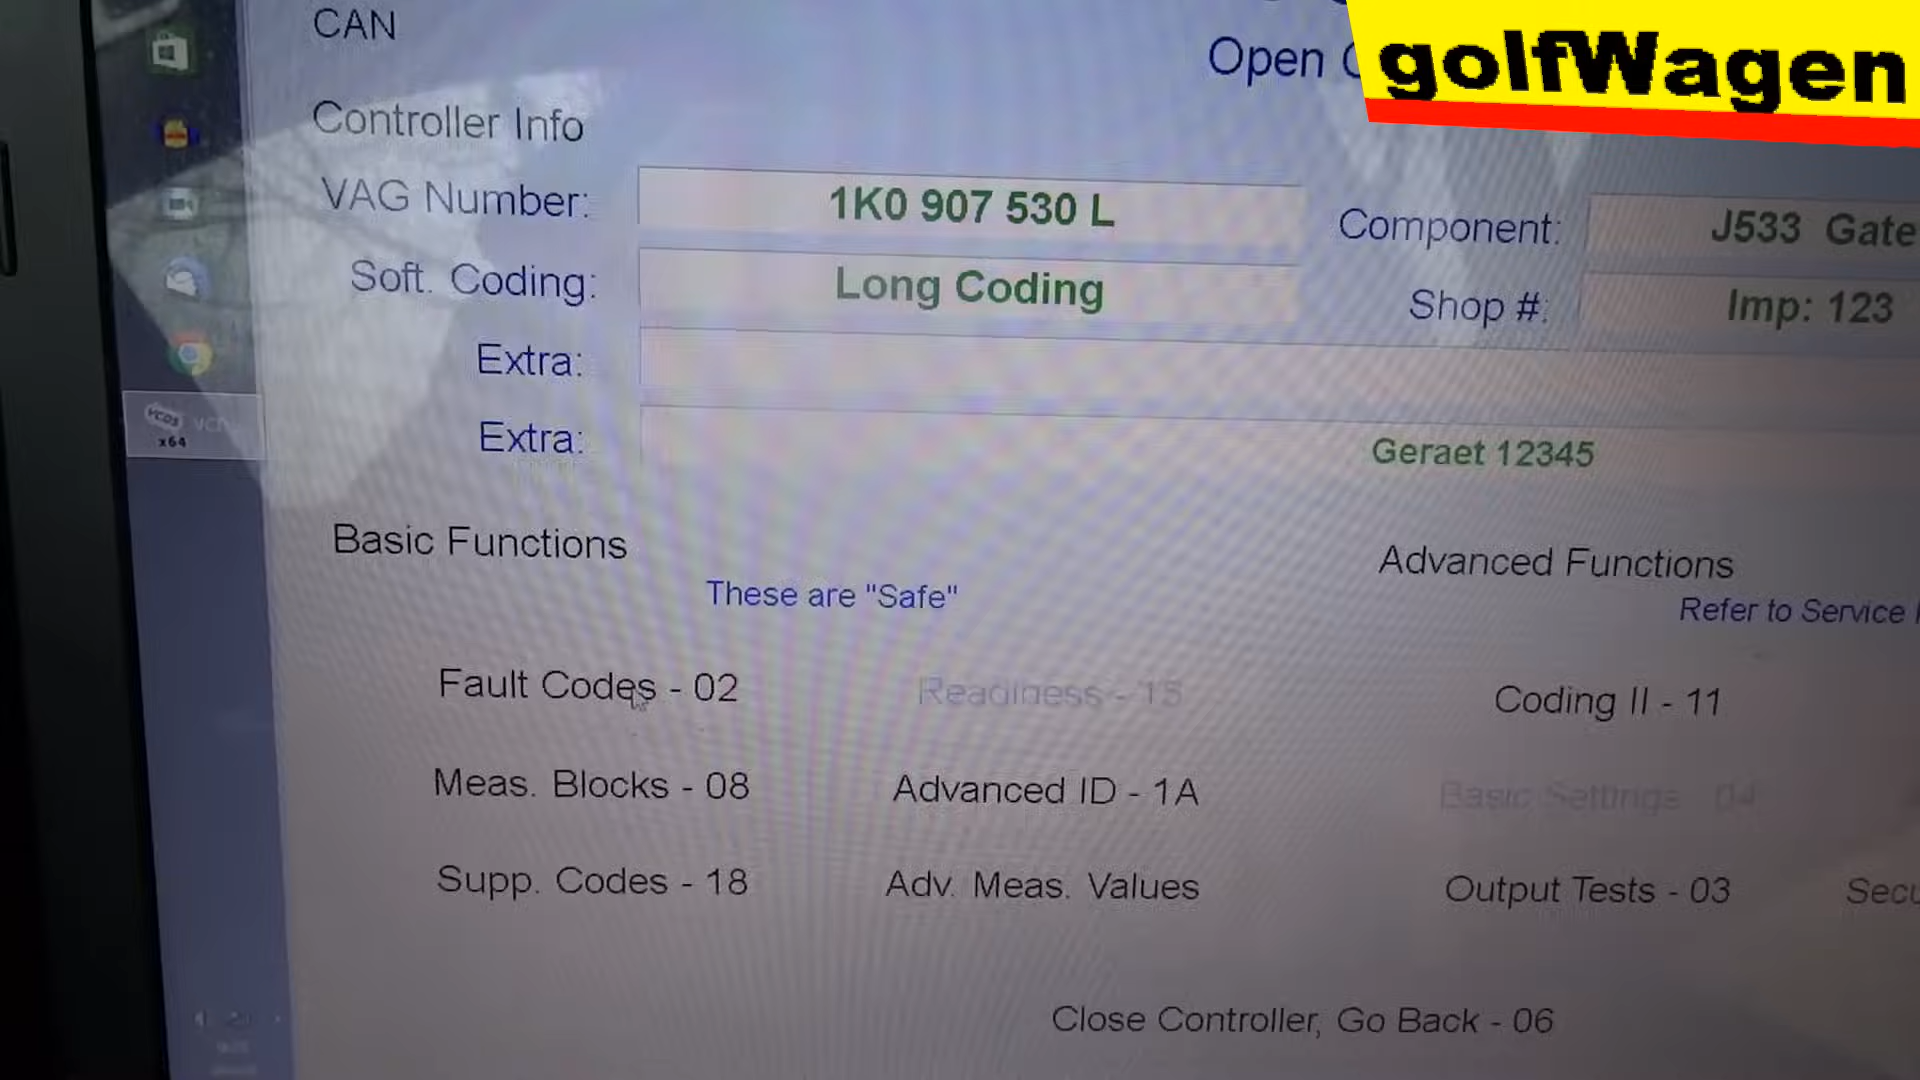 CAN
Open
golfWagen
Controller Info
VAG Number: 1K0 907 530 L
Component: J533 Gate
Soft. Coding: Long Coding
Shop #: Imp: 123
Extra:
Extra: Geraet 12345
VCDS
x64
Basic Functions
Advanced Functions
These are "Safe"
Refer to Service
Fault Codes - 02
Readiness - 15
Coding II - 11
Meas. Blocks - 08
Advanced ID - 1A
Basic Settings - 04
Supp. Codes - 18
Adv. Meas. Values
Output Tests - 03
Secu
Close Controller, Go Back - 06